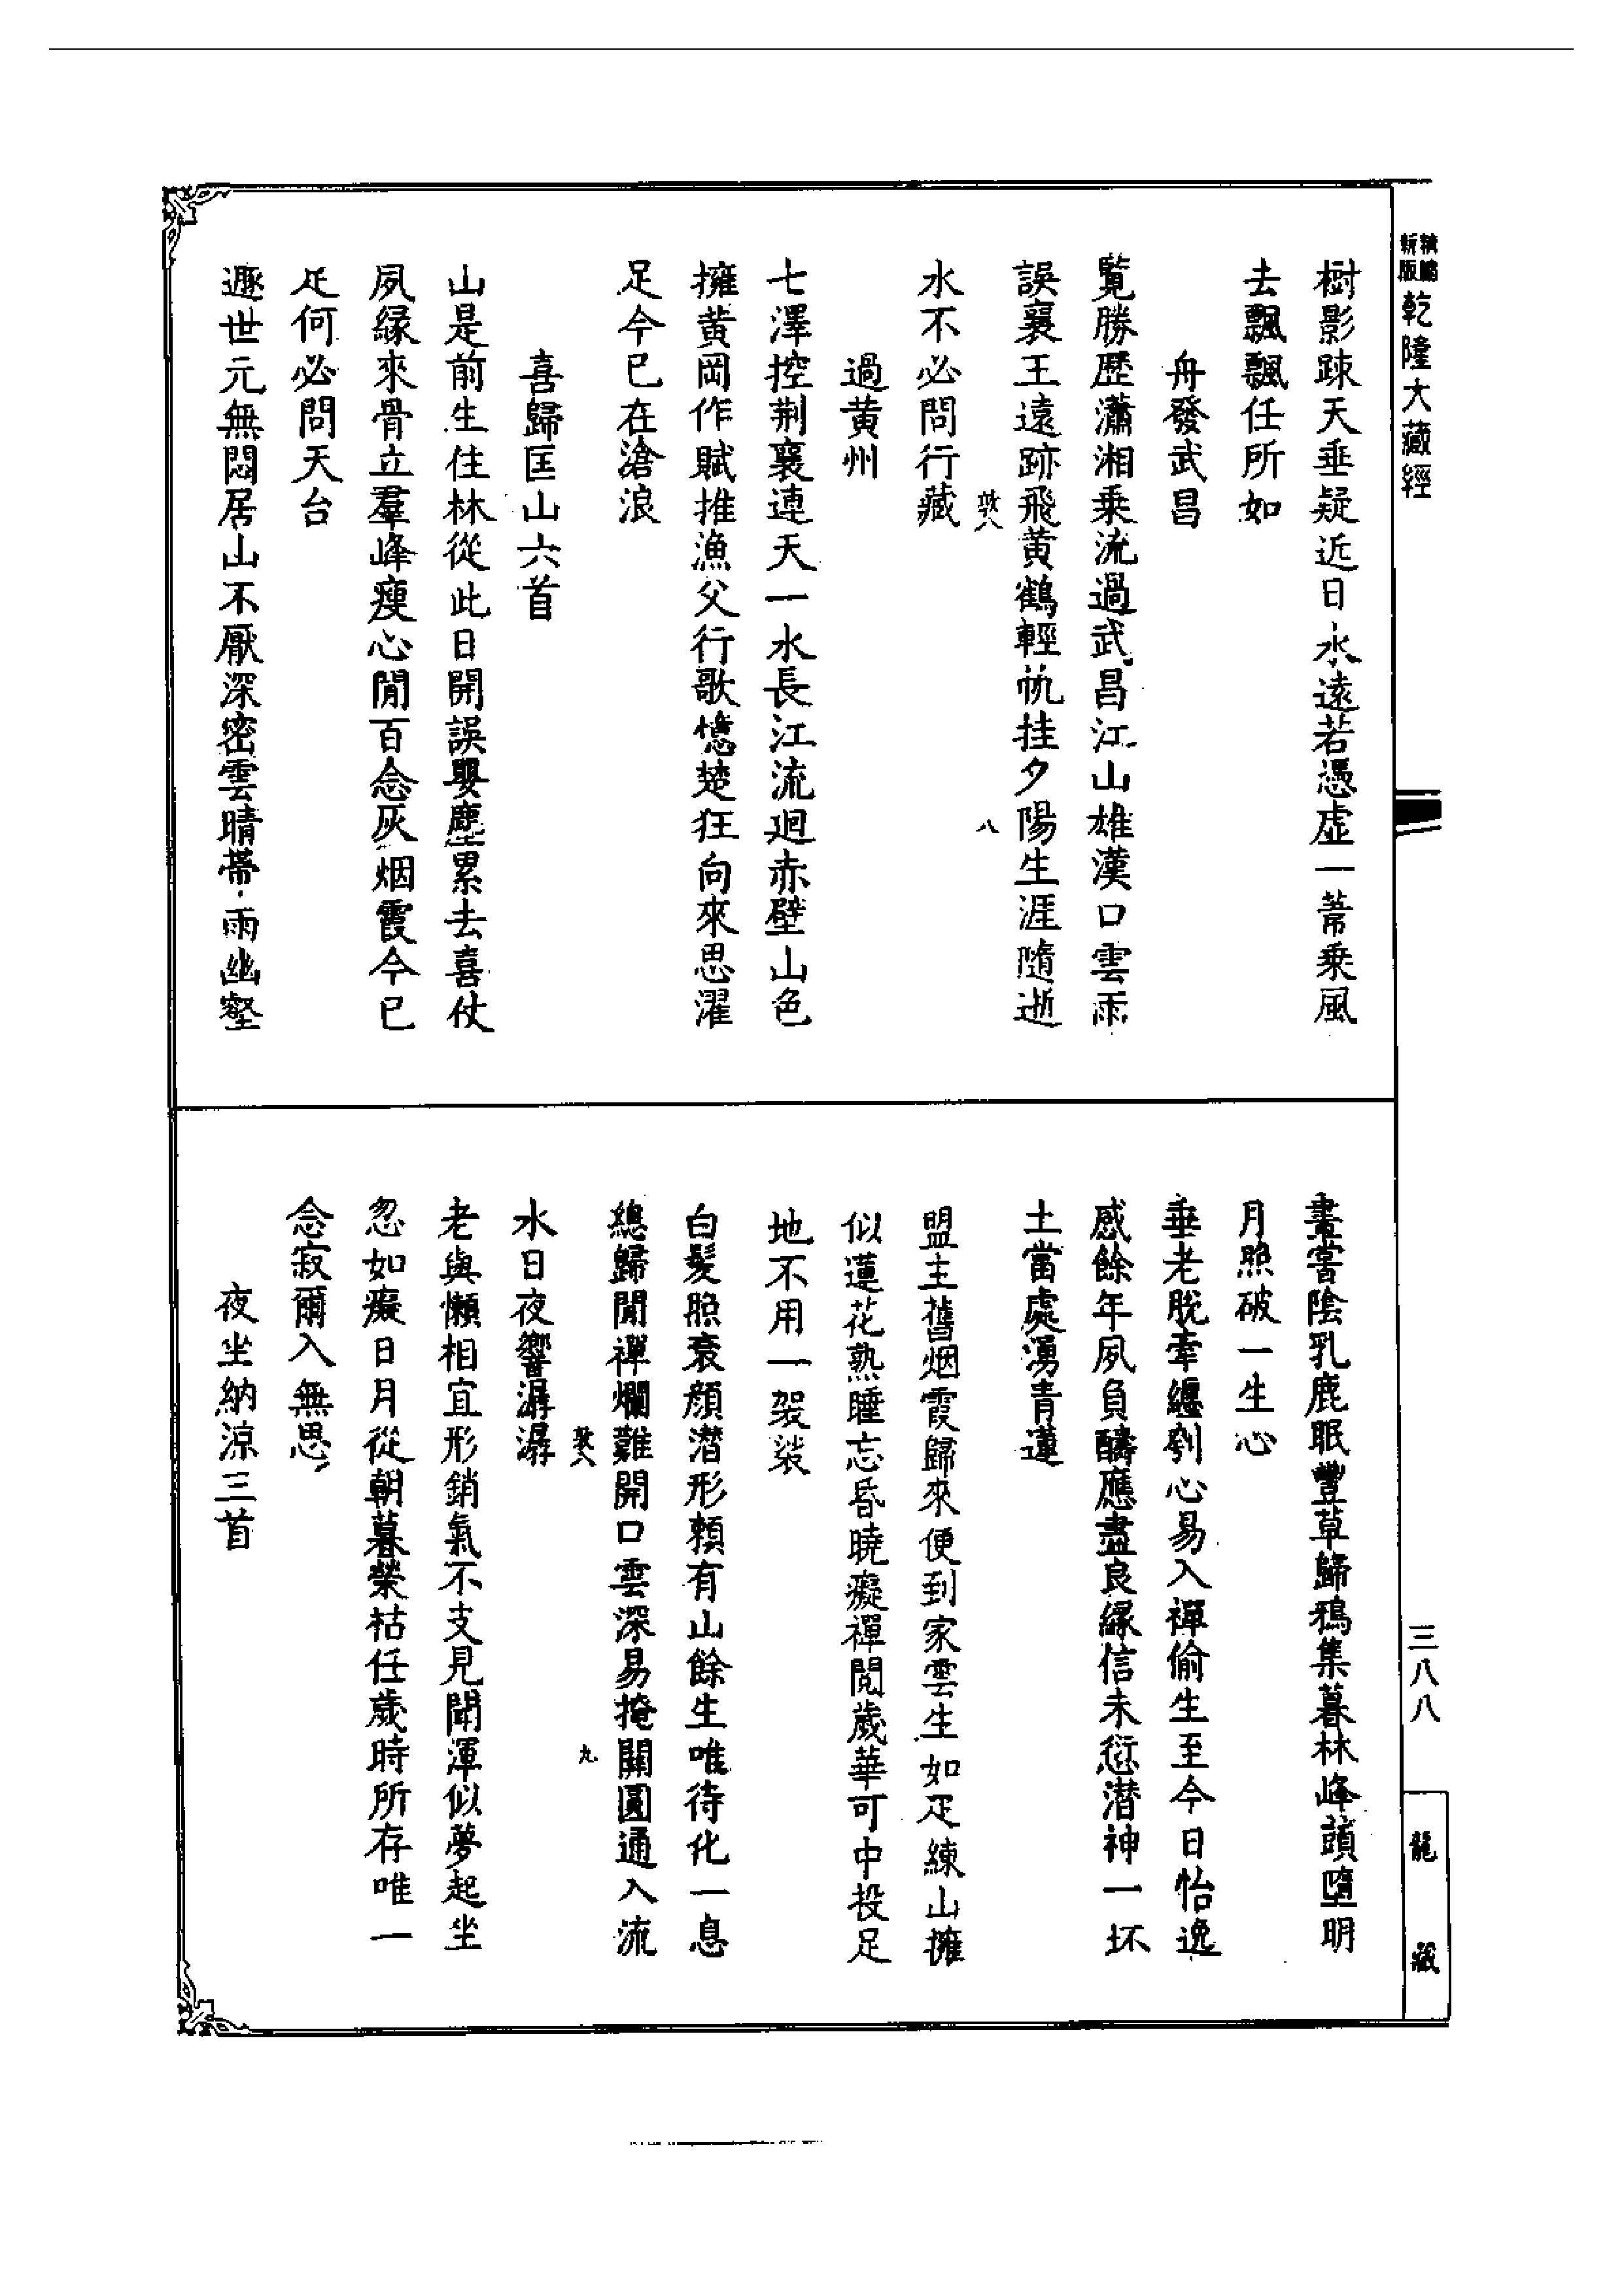 精縮
新版
乾隆大藏經
樹影疎天垂疑近日水遠若憑虛一葦乘風
去飄飄任所如
舟發武昌
覽勝歷瀟湘乗流過武昌江山雄漢口雲雨
誤襄王遠跡飛黄鶴輕帆挂夕陽生涯隨逝
水不必問行藏
八
過黄州
七澤控荆襄連天一水長江流迴赤壁山色
擁黄岡作賦推漁父行歌憶楚狂向來思濯
足今已在滄浪
喜歸匡山六首
山是前生住林從此日開誤嬰塵累去喜仗
夙緣來骨立羣峰瘦心閒百念灰烟霞今已
足何必問天台
遯世元無悶居山不厭深密雲晴帶雨幽壑
晝當陰乳鹿眠豐草歸鴉集暮林峰頭墮明
月照破一生心
垂老脫牽纏刳心易入禪偷生至今日怡逸
感餘年夙負酬應盡良緣信未愆潜神一坏
土當處湧青蓮
盟主舊烟霞歸來便到家雲生如疋練山擁
似蓮花熟睡忘昏曉癡禪閱歲華可中投足
地不用一袈裟
白髮照衰顏潜形賴有山餘生唯待化一息
總歸閒禪爛難開口雲深易掩關圓通入流
九
水日夜響潺潺
老與懶相宜形銷氣不支見聞渾似夢起坐
忽如癡日月從朝暮榮枯任歲時所存唯一
念寂爾入無思
夜坐納涼三首
三八八
龍藏